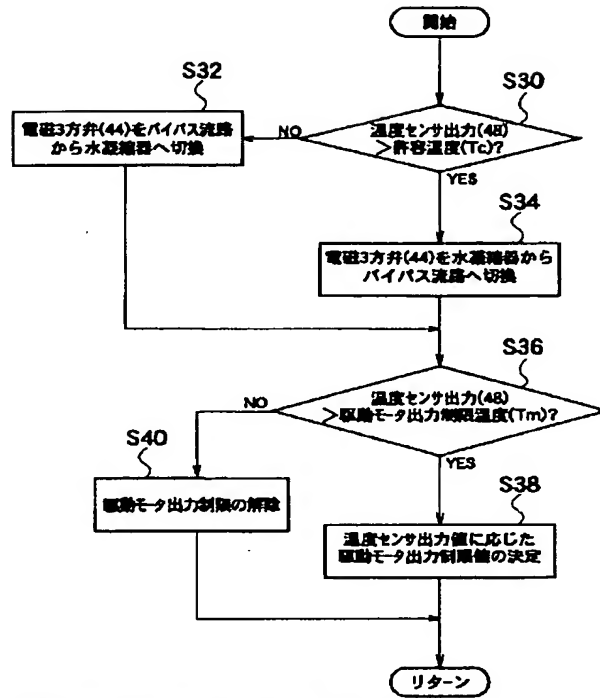 開始
S32
S30
電磁3方弁(44)をバイパス流路
から水凝縮器へ切換
NO
温度センサ出力(48)
>許容温度(Tc)?
YES
S34
電磁3方弁(44)を水凝縮器から
バイパス流路へ切換
S36
温度センサ出力(48)
>駆動モータ出力制限温度(Tm)?
NO
S40
YES
S38
駆動モータ出力制限の解除
温度センサ出力値に応じた
駆動モータ出力制限値の決定
リターン